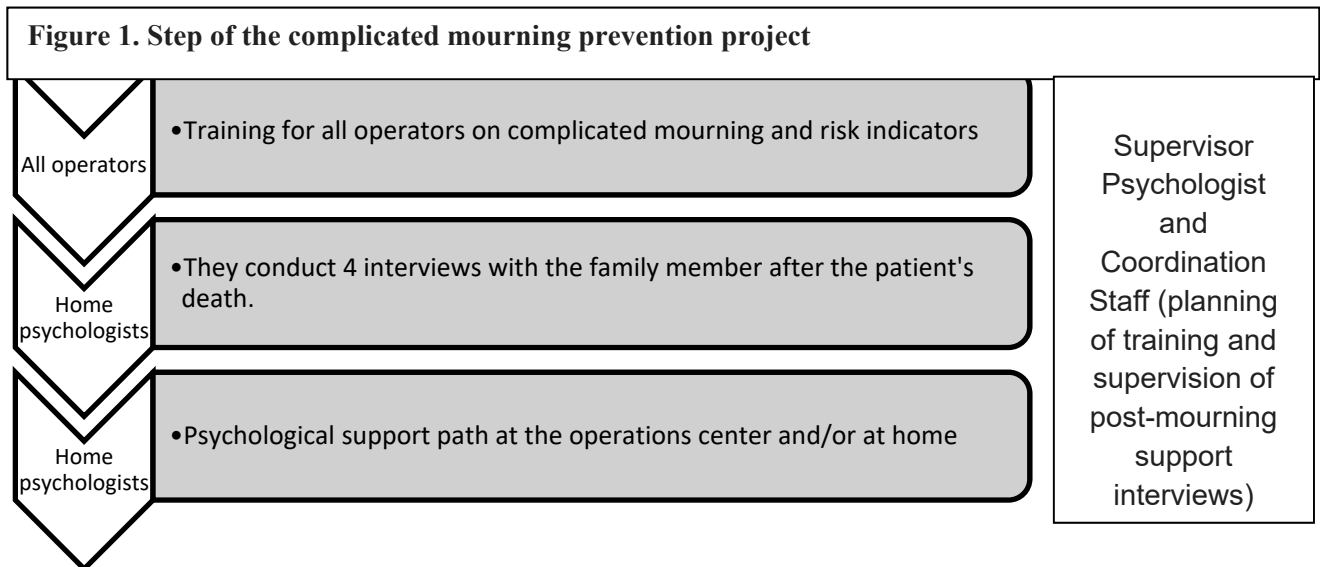 Figure 1. Step of the complicated mourning prevention project
All operators
•Training for all operators on complicated mourning and risk indicators
Home
psychologists
•They conduct 4 interviews with the family member after the patient's
death.
Home
psychologists
•Psychological support path at the operations center and/or at home
Supervisor
Psychologist
and
Coordination
Staff (planning
of training and
supervision of
post-mourning
support
interviews)